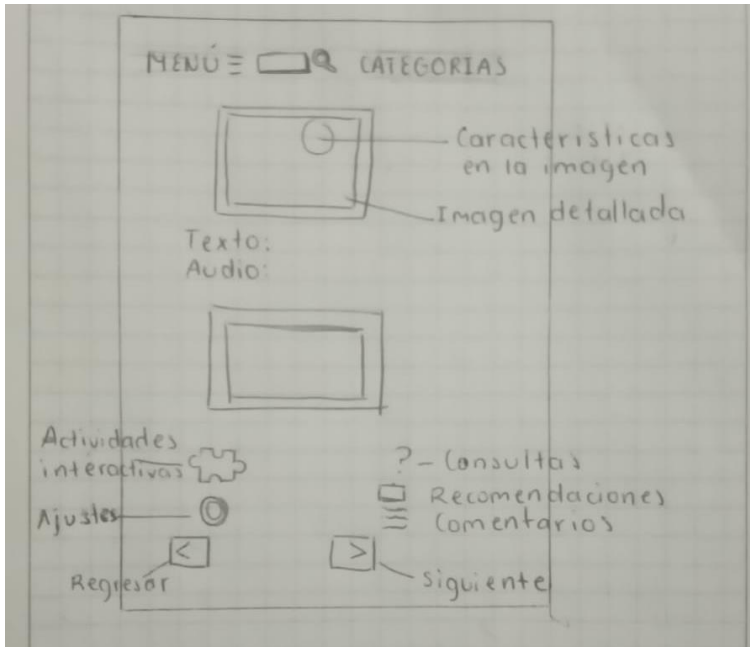 MENÚ CATEGORIAS
Caracteristicas
en la imagen
Imagen detallada
Texto:
Audio:
Actividades
interactivas
? - Consultas
Recomendaciones
Ajustes
Comentarios
< >
Regresar
Siguiente